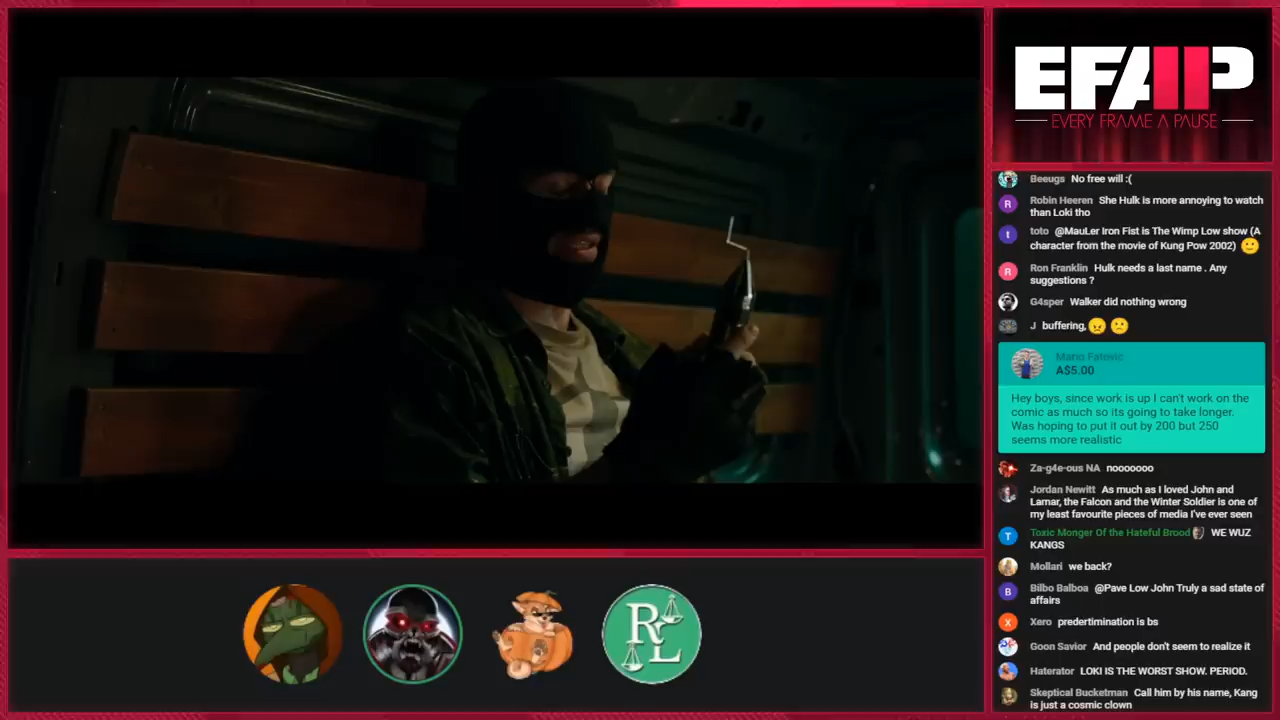 EFAP
EVERY FRAME A PAUSE
Beeugs No free will :(
Robin Heeren She Hulk is more annoying to watch
than Loki tho
toto @MauLer Iron Fist is The Wimp Low show (A
character from the movie of Kung Pow 2002)
Ron Franklin Hulk needs a last name . Any
suggestions ?
G4sper Walker did nothing wrong
J buffering,
Mario Fatovic
A$5.00
Hey boys, since work is up I can't work on the
comic as much so its going to take longer.
Was hoping to put it out by 200 but 250
seems more realistic
Za-g4e-ous NA nooooooo
Jordan Newitt As much as I loved John and
Lamar, the Falcon and the Winter Soldier is one of
my least favourite pieces of media I've ever seen
Toxic Monger Of the Hateful Brood WE WUZ
KANGS
Mollari we back?
Bilbo Balboa @Pave Low John Truly a sad state of
affairs
Xero predertimination is bs
Goon Savior And people don't seem to realize it
Haterator LOKI IS THE WORST SHOW. PERIOD.
Skeptical Bucketman Call him by his name, Kang
is just a cosmic clown
R
t
R
T
B
X
RL